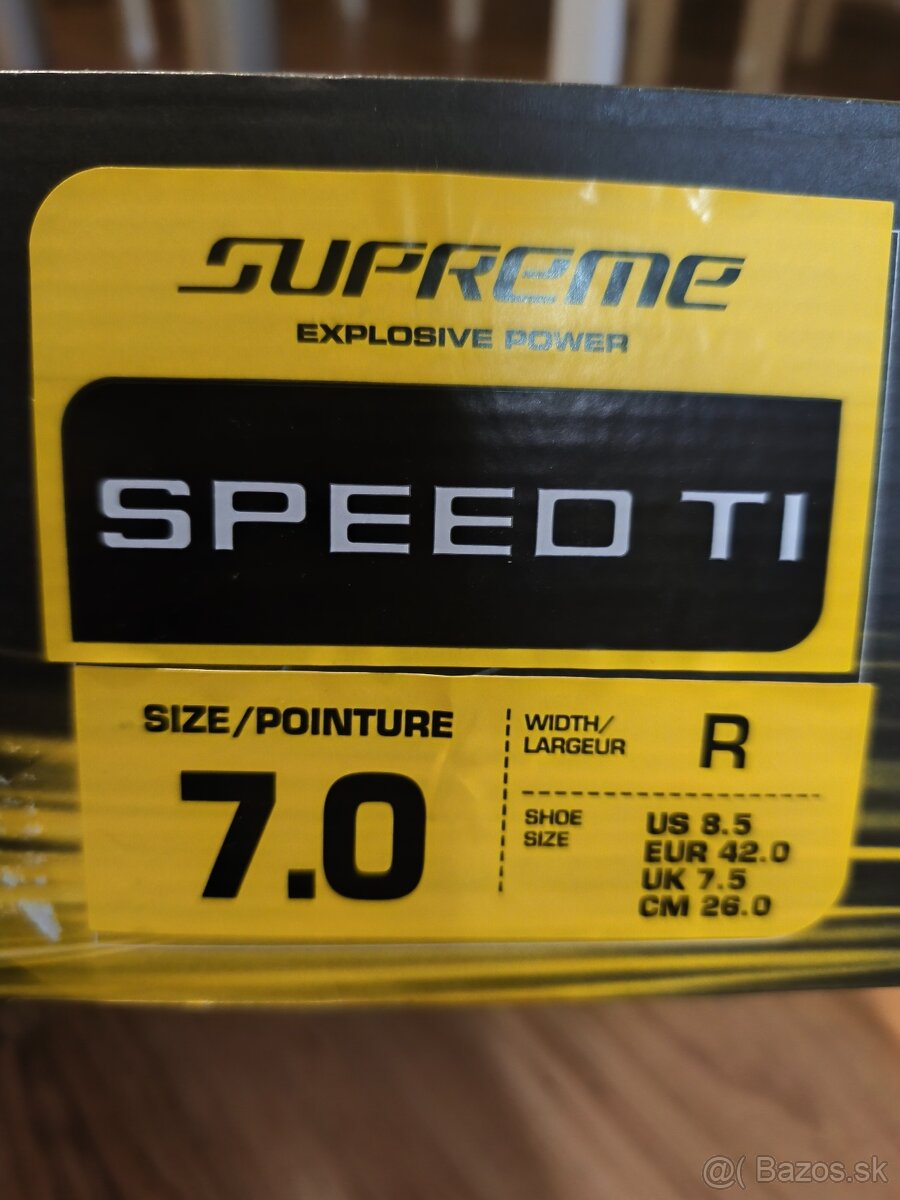 SUPREME
EXPLOSIVE POWER
SPEED TI
SIZE/POINTURE
7.0
WIDTH/
LARGEUR
R
SHOE
SIZE
US 8.5
EUR 42.0
UK 7.5
CM 26.0
@( Bazos.sk